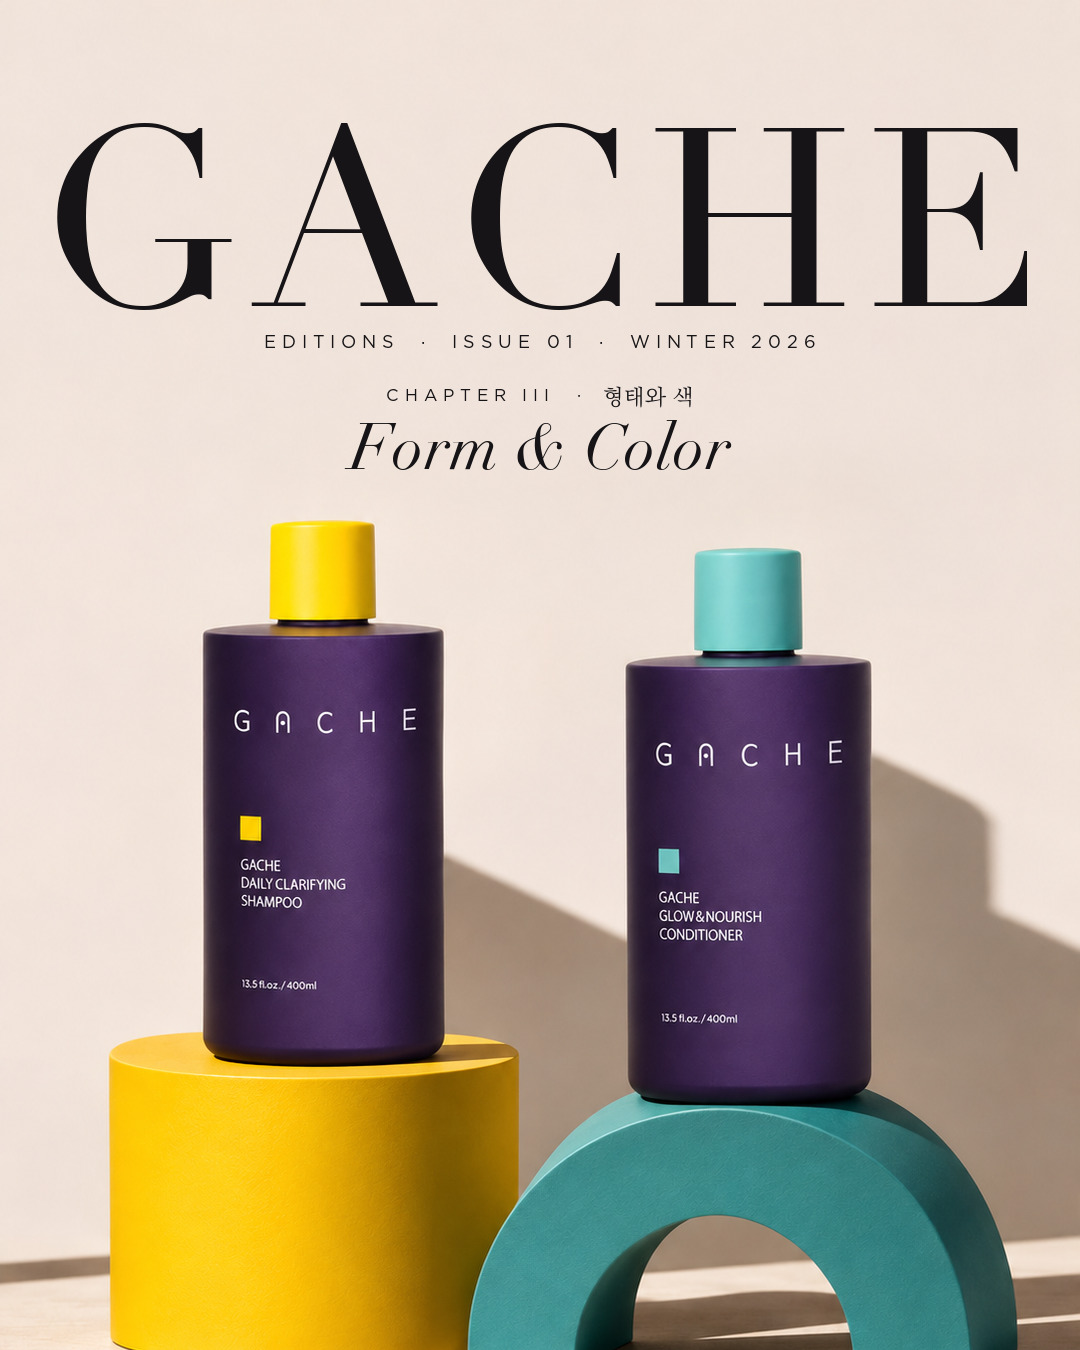 GACHE
EDITIONS · ISSUE 01 · WINTER 2026
CHAPTER III · 형태와 색
Form & Color
GACHE
GACHE
DAILY CLARIFYING
SHAMPOO
13.5 fl.oz. / 400ml
GACHE
GACHE
GLOW & NOURISH
CONDITIONER
13.5 fl.oz. / 400ml